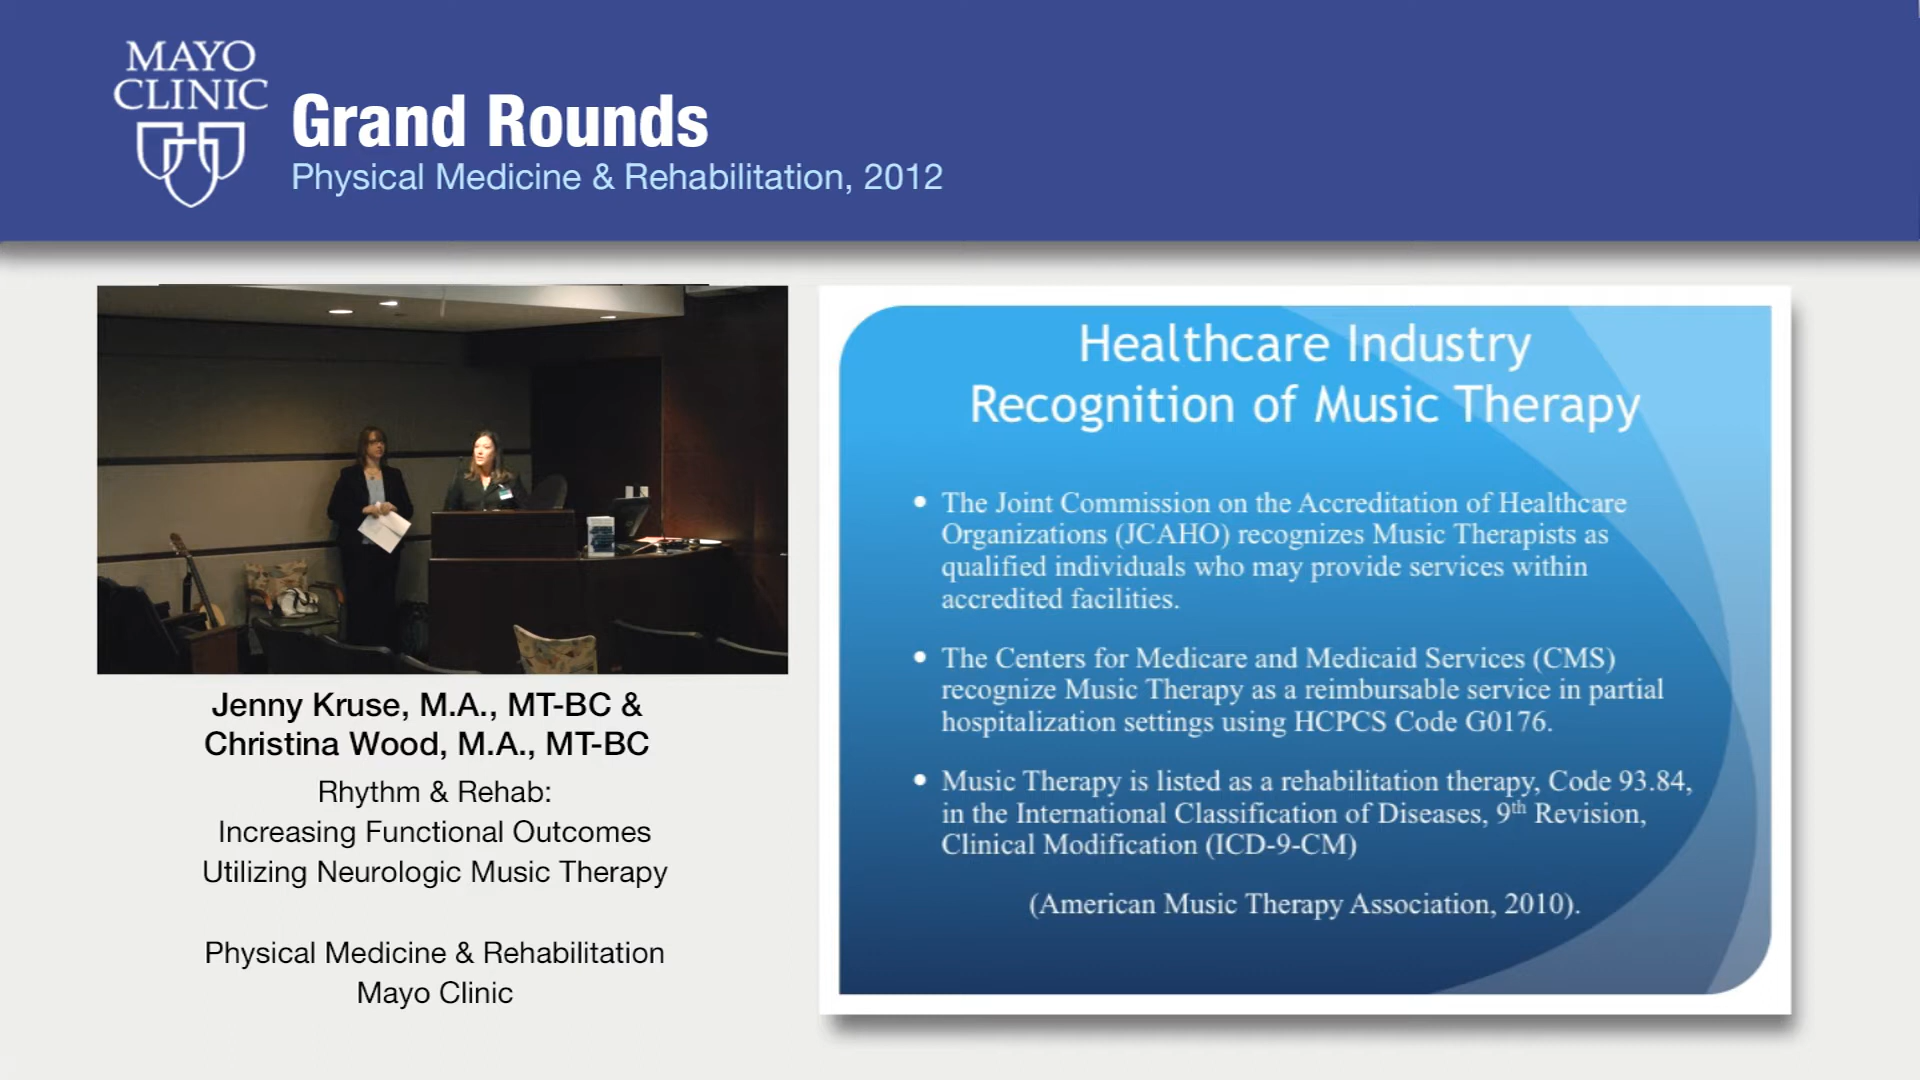 MAYO
CLINIC
Grand Rounds
Physical Medicine & Rehabilitation, 2012
Jenny Kruse, M.A., MT-BC &
Christina Wood, M.A., MT-BC
Rhythm & Rehab:
Increasing Functional Outcomes
Utilizing Neurologic Music Therapy
Physical Medicine & Rehabilitation
Mayo Clinic
Healthcare Industry
Recognition of Music Therapy
• The Joint Commission on the Accreditation of Healthcare
Organizations (JCAHO) recognizes Music Therapists as
qualified individuals who may provide services within
accredited facilities.
• The Centers for Medicare and Medicaid Services (CMS)
recognize Music Therapy as a reimbursable service in partial
hospitalization settings using HCPCS Code G0176.
• Music Therapy is listed as a rehabilitation therapy, Code 93.84,
in the International Classification of Diseases, 9th Revision,
Clinical Modification (ICD-9-CM)
(American Music Therapy Association, 2010).